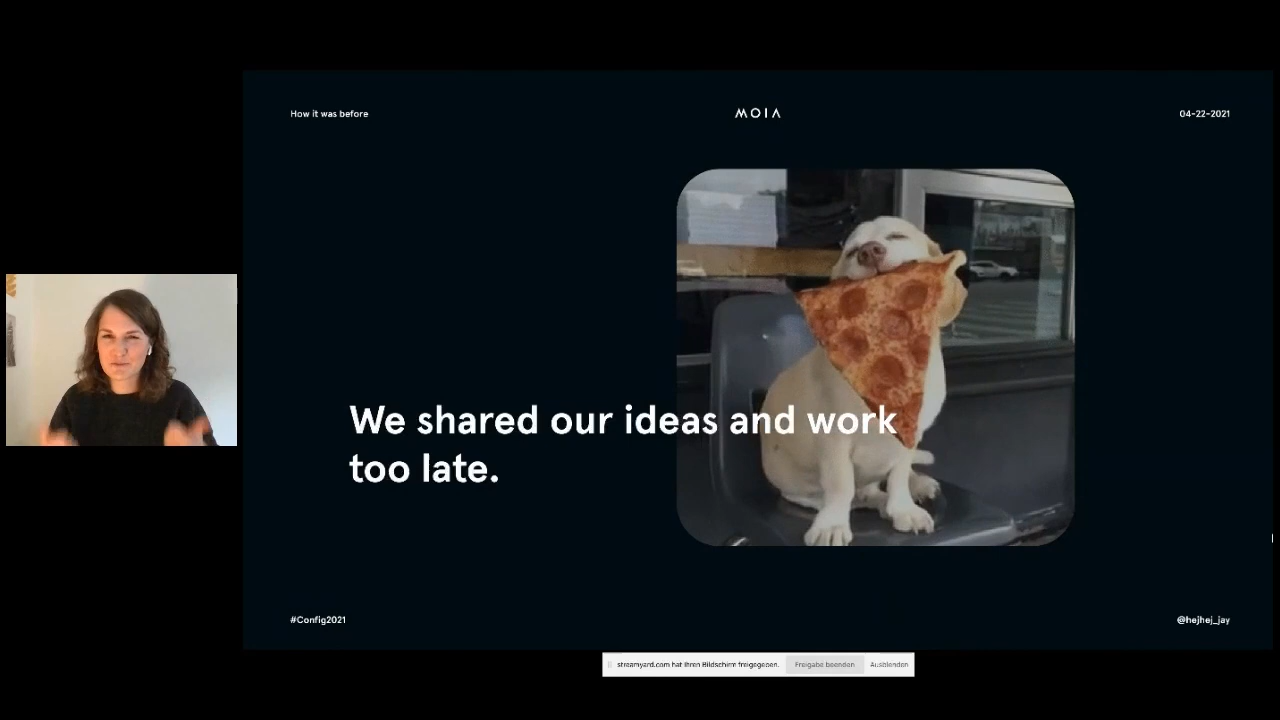 How it was before
MOIA
04-22-2021
We shared our ideas and work
too late.
#Config2021
@hejhej_jay
streamyard.com hat Ihren Bildschirm freigegeben.
Freigabe beenden
Ausblenden